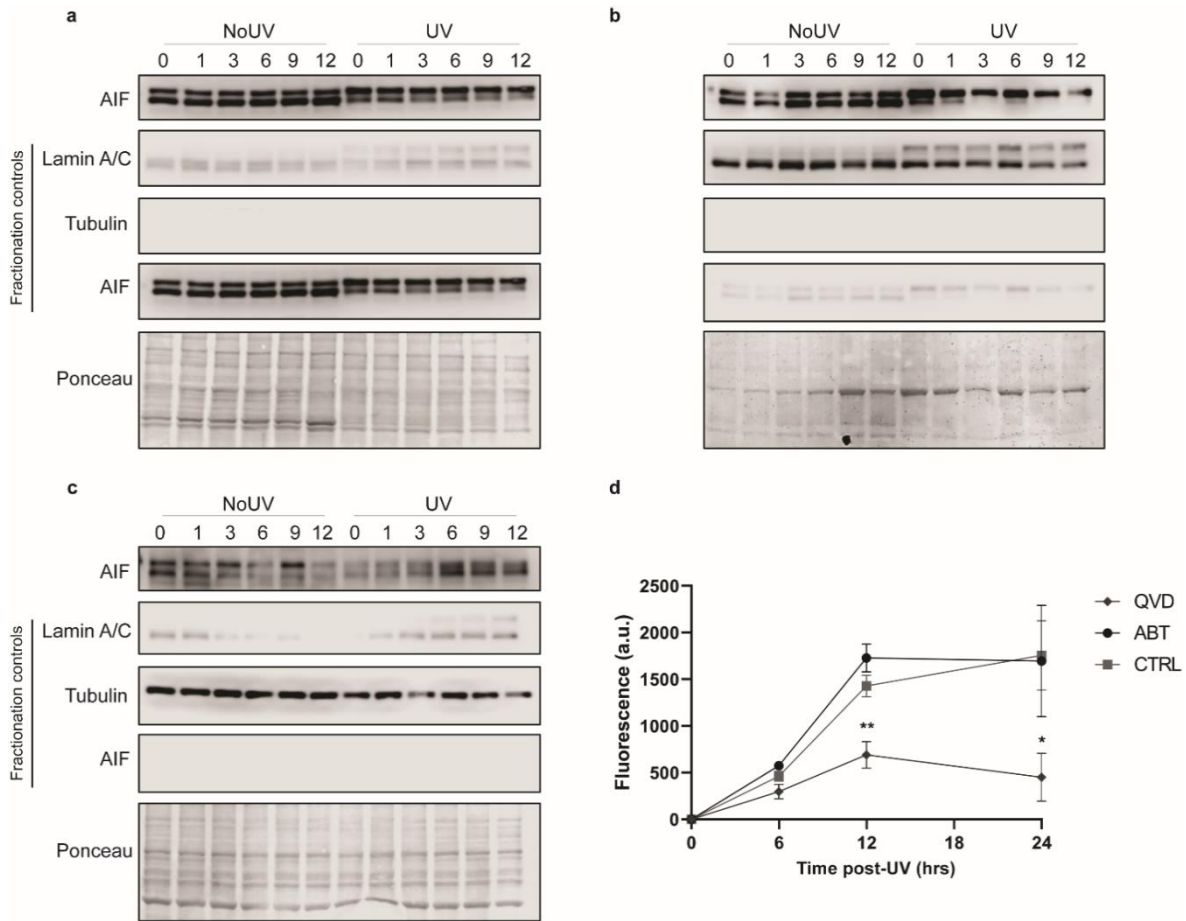 a
NoUV UV
0 1 3 6 9 12 0 1 3 6 9 12
AIF
Fractionation controls
Lamin A/C
Tubulin
AIF
Ponceau
b
NoUV UV
0 1 3 6 9 12 0 1 3 6 9 12
c
NoUV UV
0 1 3 6 9 12 0 1 3 6 9 12
AIF
Fractionation controls
Lamin A/C
Tubulin
AIF
Ponceau
d
Fluorescence (a.u.)
2500
2000
1500
1000
500
0
** *
0 6 12 18 24
Time post-UV (hrs)
QVD
ABT
CTRL